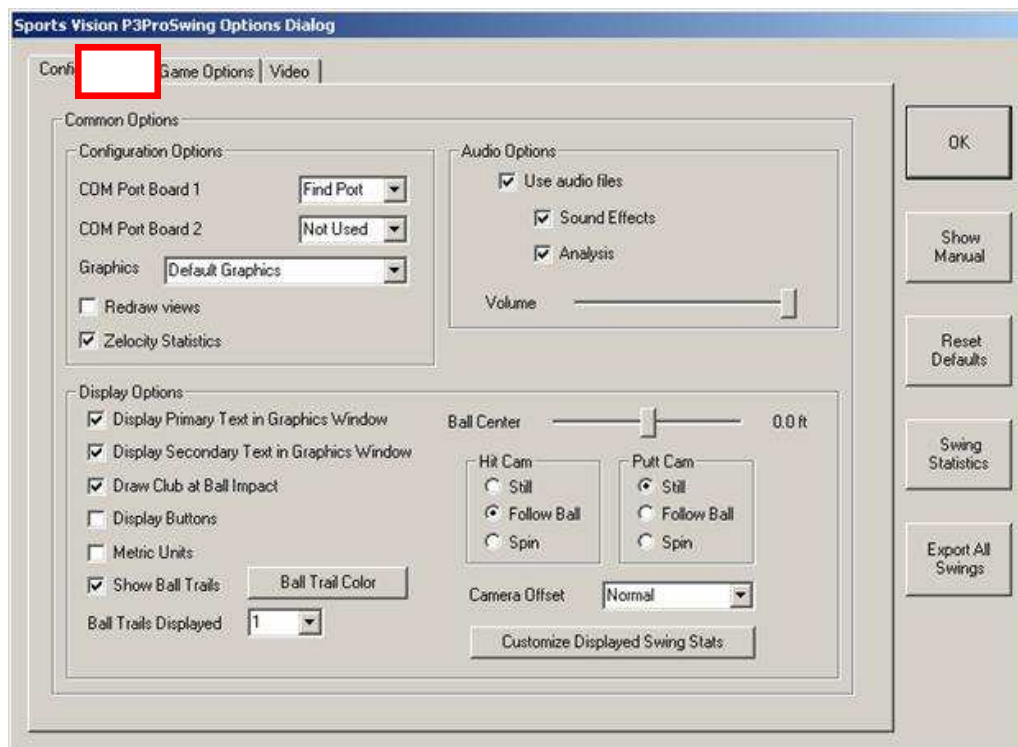 Sports Vision P3ProSwing Options Dialog
Game Options Video
Common Options
Configuration Options
COM Port Board 1 Find Port
COM Port Board 2 Not Used
Graphics Default Graphics
Redraw views
Zelocity Statistics
Audio Options
Use audio files
Sound Effects
Analysis
Volume
Display Options
Display Primary Text in Graphics Window
Display Secondary Text in Graphics Window
Draw Club at Ball Impact
Display Buttons
Metric Units
Show Ball Trails Ball Trail Color
Ball Trails Displayed 1
Ball Center 0.0 ft
Hit Cam
Still
Follow Ball
Spin
Putt Cam
Still
Follow Ball
Spin
Camera Offset Normal
Customize Displayed Swing Stats
OK
Show
Manual
Reset
Defaults
Swing
Statistics
Export All
Swings